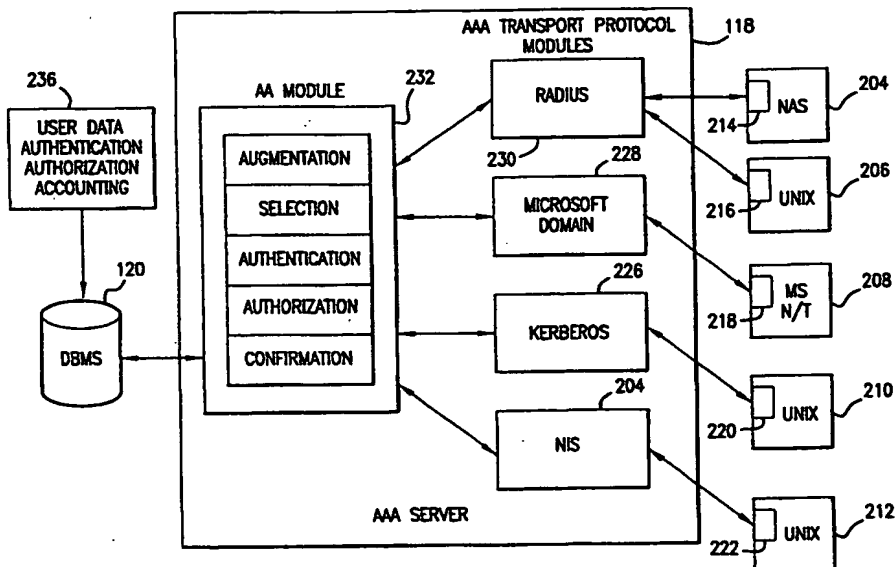 AAA TRANSPORT PROTOCOL
MODULES
118
236
USER DATA
AUTHENTICATION
AUTHORIZATION
ACCOUNTING
AA MODULE
232
AUGMENTATION
SELECTION
AUTHENTICATION
AUTHORIZATION
CONFIRMATION
120
DBMS
RADIUS
230
228
MICROSOFT
DOMAIN
226
KERBEROS
204
NIS
AAA SERVER
NAS
204
214
UNIX
206
216
MS
N/T
208
218
UNIX
210
220
UNIX
212
222